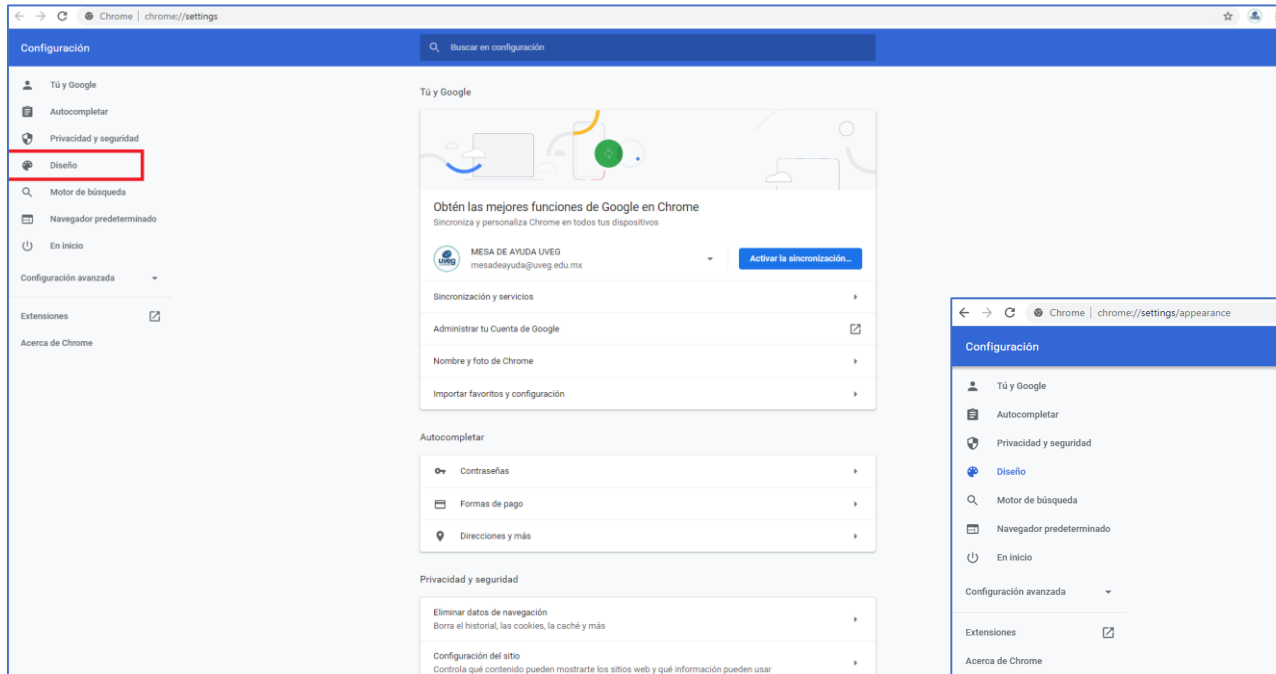 Chrome | chrome://settings
Configuración
Buscar en configuración
Tú y Google
Autocompletar
Privacidad y seguridad
Diseño
Motor de búsqueda
Navegador predeterminado
En inicio
Configuración avanzada
Extensiones
Acerca de Chrome
Tú y Google
Obtén las mejores funciones de Google en Chrome
Sincroniza y personaliza Chrome en todos tus dispositivos
uveg
MESA DE AYUDA UVEG
mesadeayuda@uveg.edu.mx
Activar la sincronización...
Sincronización y servicios
Administrar tu Cuenta de Google
Nombre y foto de Chrome
Importar favoritos y configuración
Autocompletar
Contraseñas
Formas de pago
Direcciones y más
Privacidad y seguridad
Eliminar datos de navegación
Borra el historial, las cookies, la caché y más
Configuración del sitio
Controla qué contenido pueden mostrarte los sitios web y qué información pueden usar
Chrome | chrome://settings/appearance
Configuración
Tú y Google
Autocompletar
Privacidad y seguridad
Diseño
Motor de búsqueda
Navegador predeterminado
En inicio
Configuración avanzada
Extensiones
Acerca de Chrome